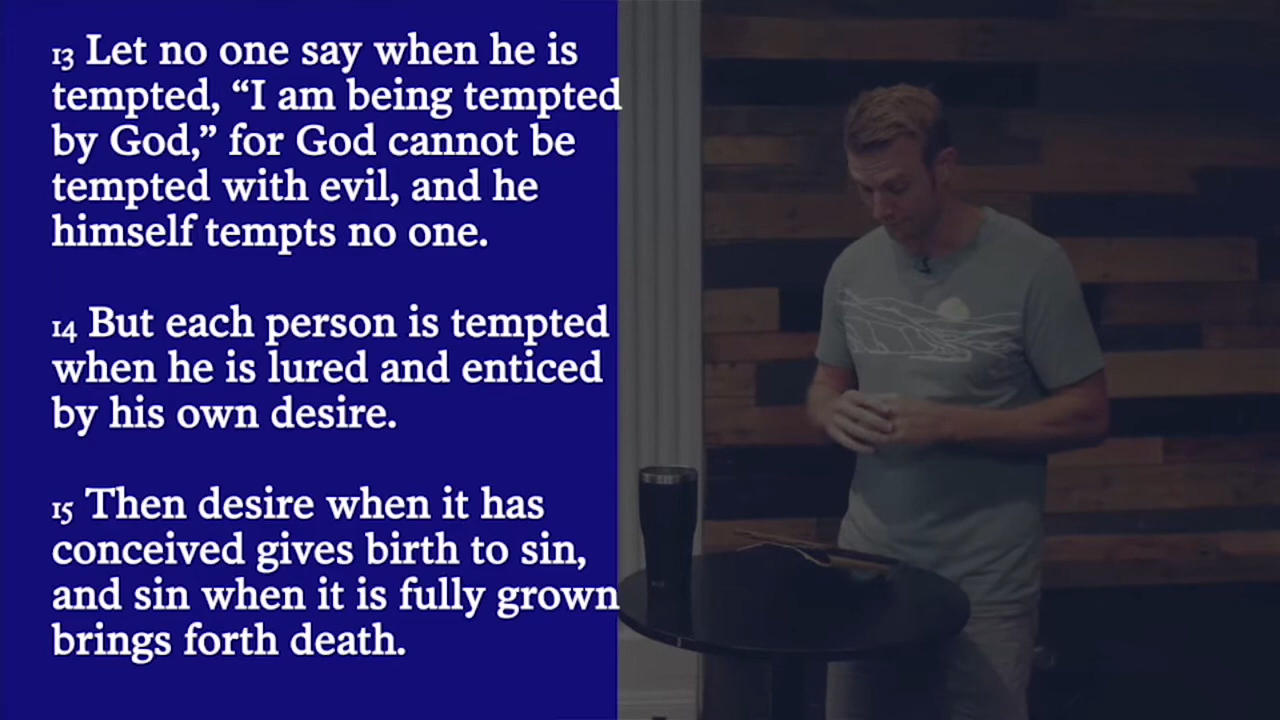 13 Let no one say when he is
tempted, “I am being tempted
by God,” for God cannot be
tempted with evil, and he
himself tempts no one.
14 But each person is tempted
when he is lured and enticed
by his own desire.
15 Then desire when it has
conceived gives birth to sin,
and sin when it is fully grown
brings forth death.